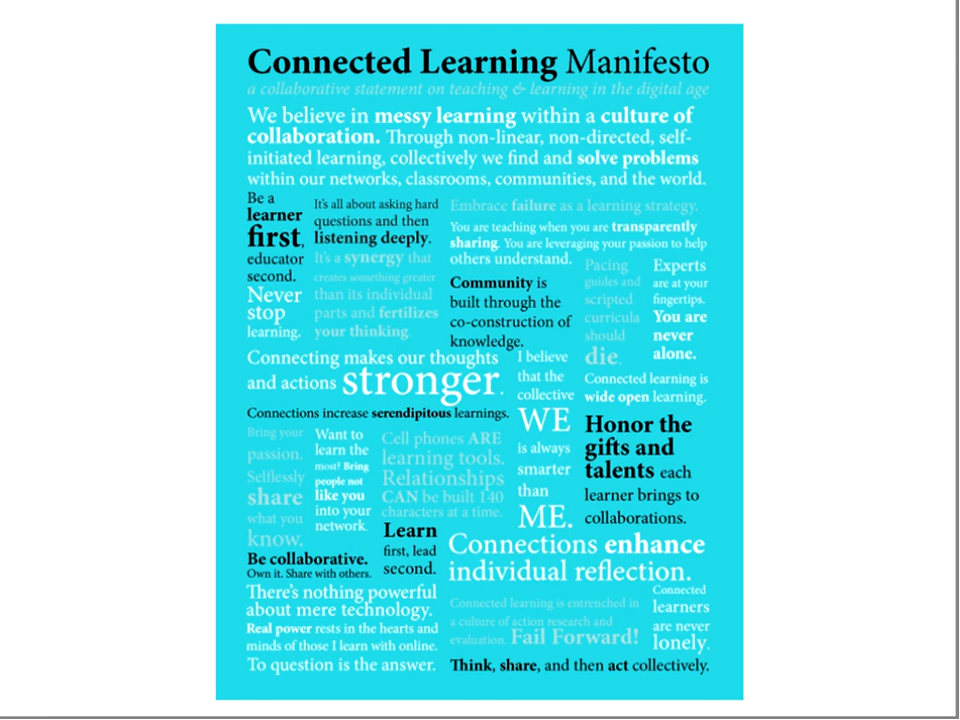 Connected Learning Manifesto
a collaborative statement on teaching & learning in the digital age
We believe in messy learning within a culture of
collaboration. Through non-linear, non-directed, self-
initiated learning, collectively we find and solve problems
within our networks, classrooms, communities, and the world.
Be a
learner
first,
educator
second.
Never
stop
learning.
It's all about asking hard
questions and then
listening deeply.
It's a synergy that
creates something greater
than its individual
parts and fertilizes
your thinking.
Embrace failure as a learning strategy.
You are teaching when you are transparently
sharing. You are leveraging your passion to help
others understand.
Community is
built through the
co-construction of
knowledge.
Pacing
guides and
scripted
curricula
should
die.
Experts
are at your
fingertips.
You are
never
alone.
Connecting makes our thoughts
and actions stronger.
Connections increase serendipitous learnings.
I believe
that the
collective
WE
is always
smarter
than
ME.
Connected learning is
wide open learning.
Honor the
gifts and
talents each
learner brings to
collaborations.
Bring your
passion.
Selflessly
share
what you
know.
Want to
learn the
most? Bring
people not
like you
into your
network.
Cell phones ARE
learning tools.
Relationships
CAN be built 140
characters at a time.
Be collaborative.
Own it. Share with others.
Learn
first, lead
second.
Connections enhance
individual reflection.
There's nothing powerful
about mere technology.
Real power rests in the hearts and
minds of those I learn with online.
To question is the answer.
Connected learning is entrenched in
a culture of action research and
evaluation. Fail Forward!
Connected
learners
are never
lonely.
Think, share, and then act collectively.